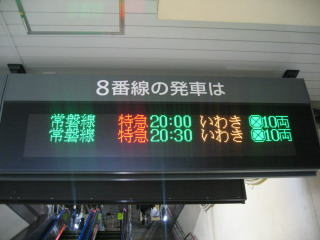 8番線の発車は
常磐線 特急 20:00 いわき 10両
常磐線 特急 20:30 いわき 10両